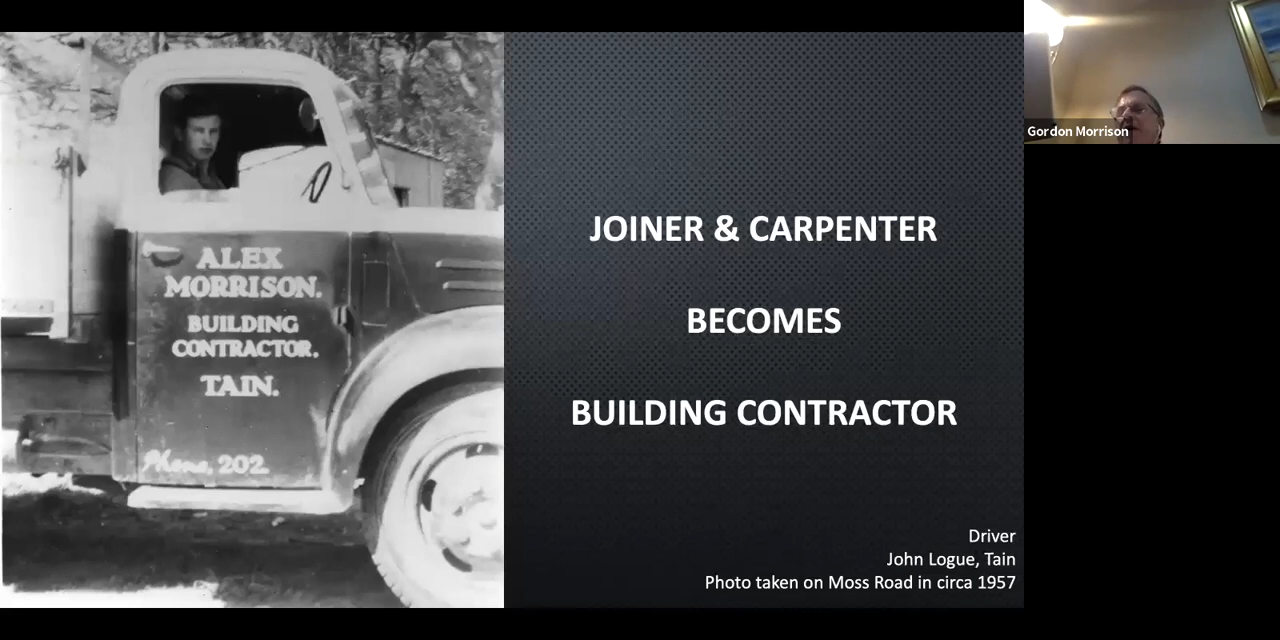 ALEX
MORRISON.
BUILDING
CONTRACTOR.
TAIN.
Phone, 202.
JOINER & CARPENTER
BECOMES
BUILDING CONTRACTOR
Driver
John Logue, Tain
Photo taken on Moss Road in circa 1957
Gordon Morrison